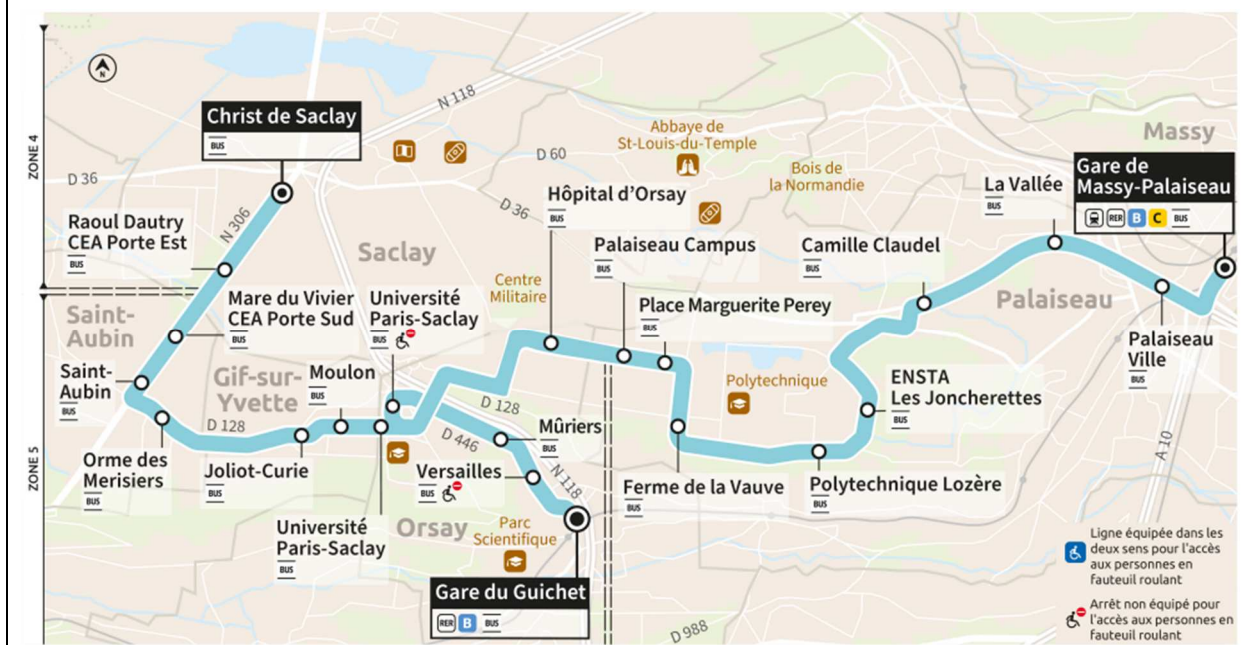 ZONE 4
N
N 118
Christ de Saclay
BUS
D 36
Raoul Dautry
CEA Porte Est
BUS
N 306
Abbaye de
St-Louis-du-Temple
D 60
Bois de
la Normandie
D 36
Massy
Gare de
Massy-Palaiseau
RER B C BUS
La Vallée
BUS
Hôpital d'Orsay
BUS
Saclay
Palaiseau Campus
BUS
Camille Claudel
BUS
Centre
Militaire
Mare du Vivier
CEA Porte Sud
BUS
Université
Paris-Saclay
BUS
Place Marguerite Perey
BUS
Palaiseau
Saint-
Aubin
Palaiseau
Ville
BUS
Saint-
Aubin
BUS
Gif-sur-
Yvette
Moulon
BUS
Polytechnique
ENSTA
Les Joncherettes
BUS
D 128
D 128
D 446
Mûriers
BUS
A 10
ZONE 5
Orme des
Merisiers
BUS
Joliot-Curie
BUS
Versailles
BUS
N 118
Ferme de la Vauve
BUS
Polytechnique Lozère
BUS
Université
Paris-Saclay
BUS
Orsay
Parc
Scientifique
Gare du Guichet
RER B BUS
D 988
Ligne équipée dans les
deux sens pour l'accès
aux personnes en
fauteuil roulant
Arrêt non équipé pour
l'accès aux personnes en
fauteuil roulant